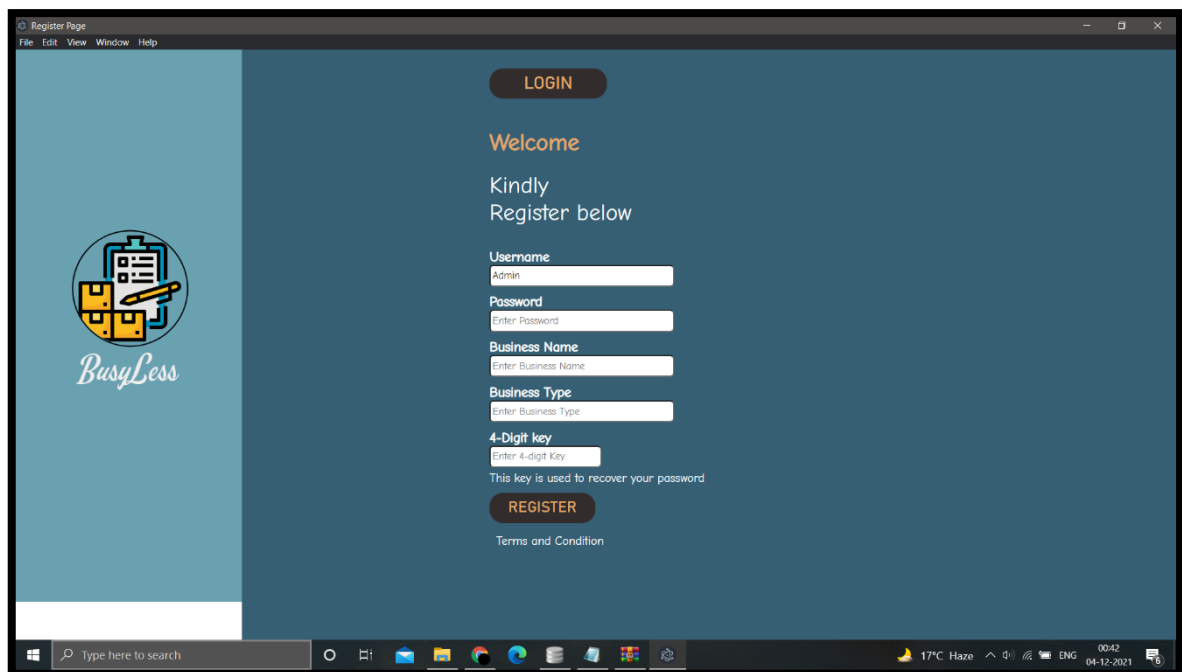 Register Page
File Edit View Window Help
LOGIN
Welcome
Kindly
Register below
Username
Admin
Password
Enter Password
Business Name
Enter Business Name
Business Type
Enter Business Type
4-Digit key
Enter 4-digit Key
This key is used to recover your password
REGISTER
Terms and Condition
BusyLess
Type here to search
17°C Haze
ENG
00:42
04-12-2021
6